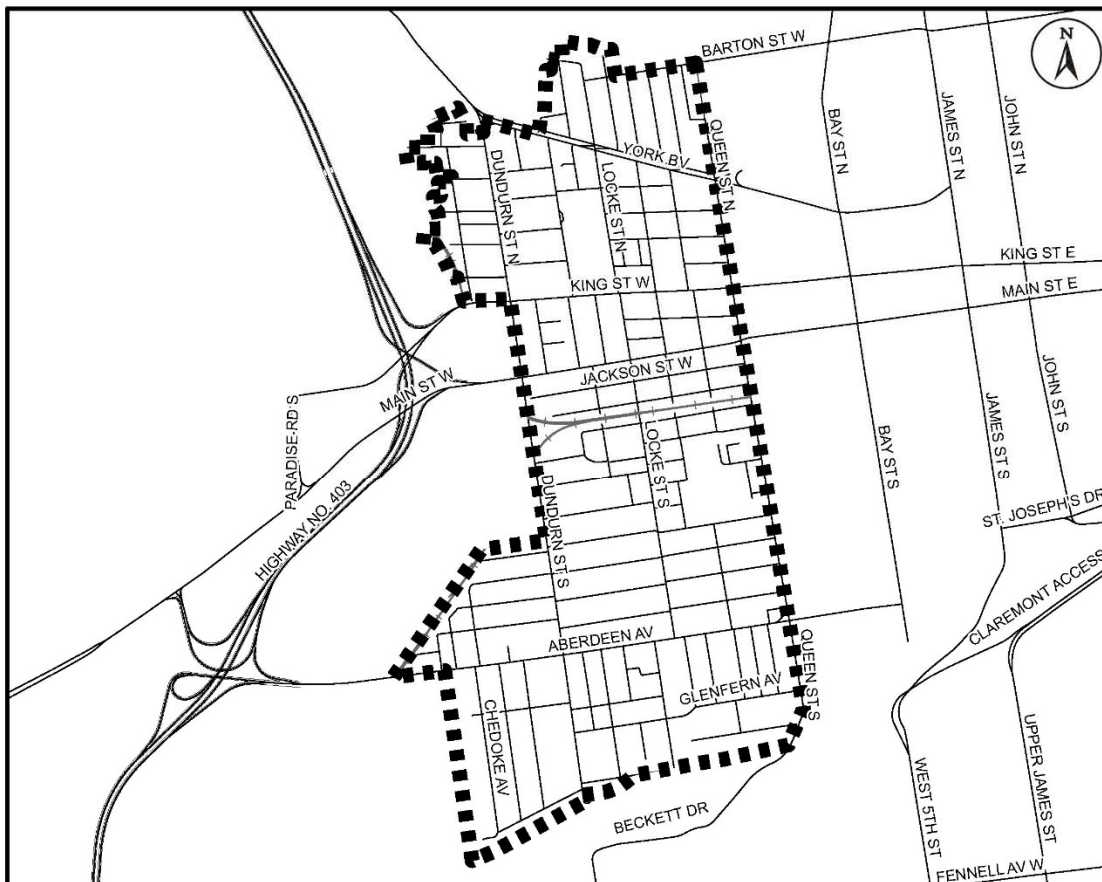 N
BARTON ST W
BAY ST N
JAMES ST N
JOHN ST N
QUEEN ST N
YORK BV
DUNDURN ST N
LOCKE ST N
KING ST E
KING ST W
MAIN ST E
JACKSON ST W
MAIN ST W
PARADISE RD S
HIGHWAY NO. 403
LOCKE ST S
DUNDURN ST S
BAY ST S
JAMES ST S
JOHN ST S
ST. JOSEPH'S DR
CLAREMONT ACCESS
ABERDEEN AV
QUEEN ST S
GLENFERN AV
CHEDOKE AV
BECKETT DR
WEST 5TH ST
UPPER JAMES ST
FENNELL AV W